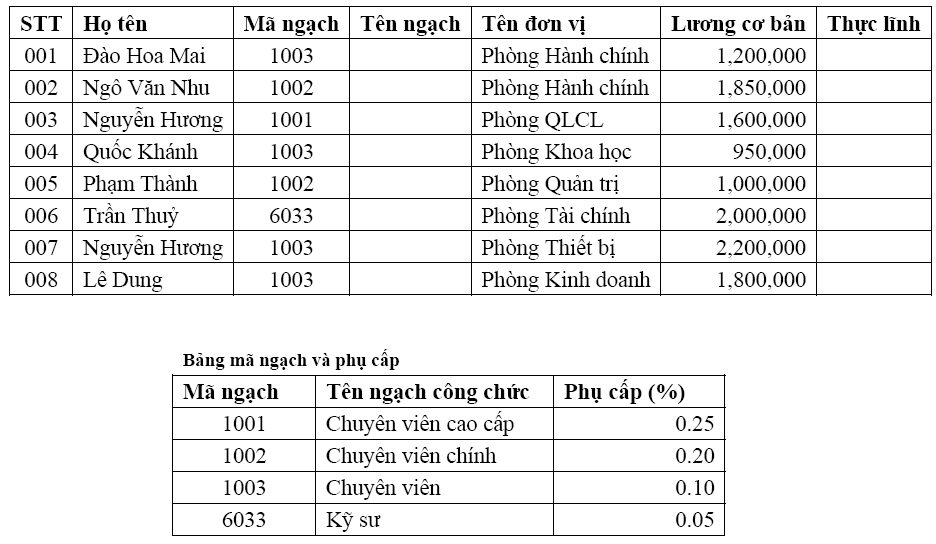 STT Họ tên Mã ngạch Tên ngạch Tên đơn vị Lương cơ bản Thực lĩnh
001 Đào Hoa Mai 1003 Phòng Hành chính 1,200,000
002 Ngô Văn Nhu 1002 Phòng Hành chính 1,850,000
003 Nguyễn Hương 1001 Phòng QLCL 1,600,000
004 Quốc Khánh 1003 Phòng Khoa học 950,000
005 Phạm Thành 1002 Phòng Quản trị 1,000,000
006 Trần Thuỷ 6033 Phòng Tài chính 2,000,000
007 Nguyễn Hương 1003 Phòng Thiết bị 2,200,000
008 Lê Dung 1003 Phòng Kinh doanh 1,800,000
Bảng mã ngạch và phụ cấp
Mã ngạch Tên ngạch công chức Phụ cấp (%)
1001 Chuyên viên cao cấp 0.25
1002 Chuyên viên chính 0.20
1003 Chuyên viên 0.10
6033 Kỹ sư 0.05